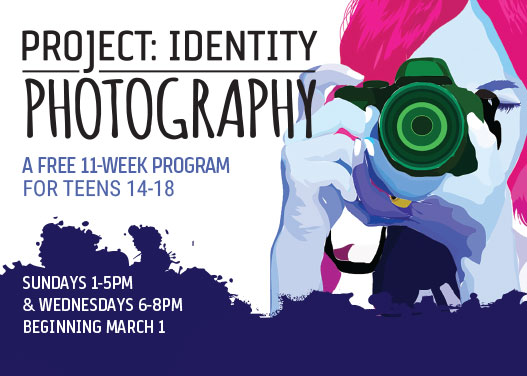 PROJECT: IDENTITY
PHOTOGRAPHY
A FREE 11-WEEK PROGRAM
FOR TEENS 14-18
SUNDAYS 1-5PM
& WEDNESDAYS 6-8PM
BEGINNING MARCH 1